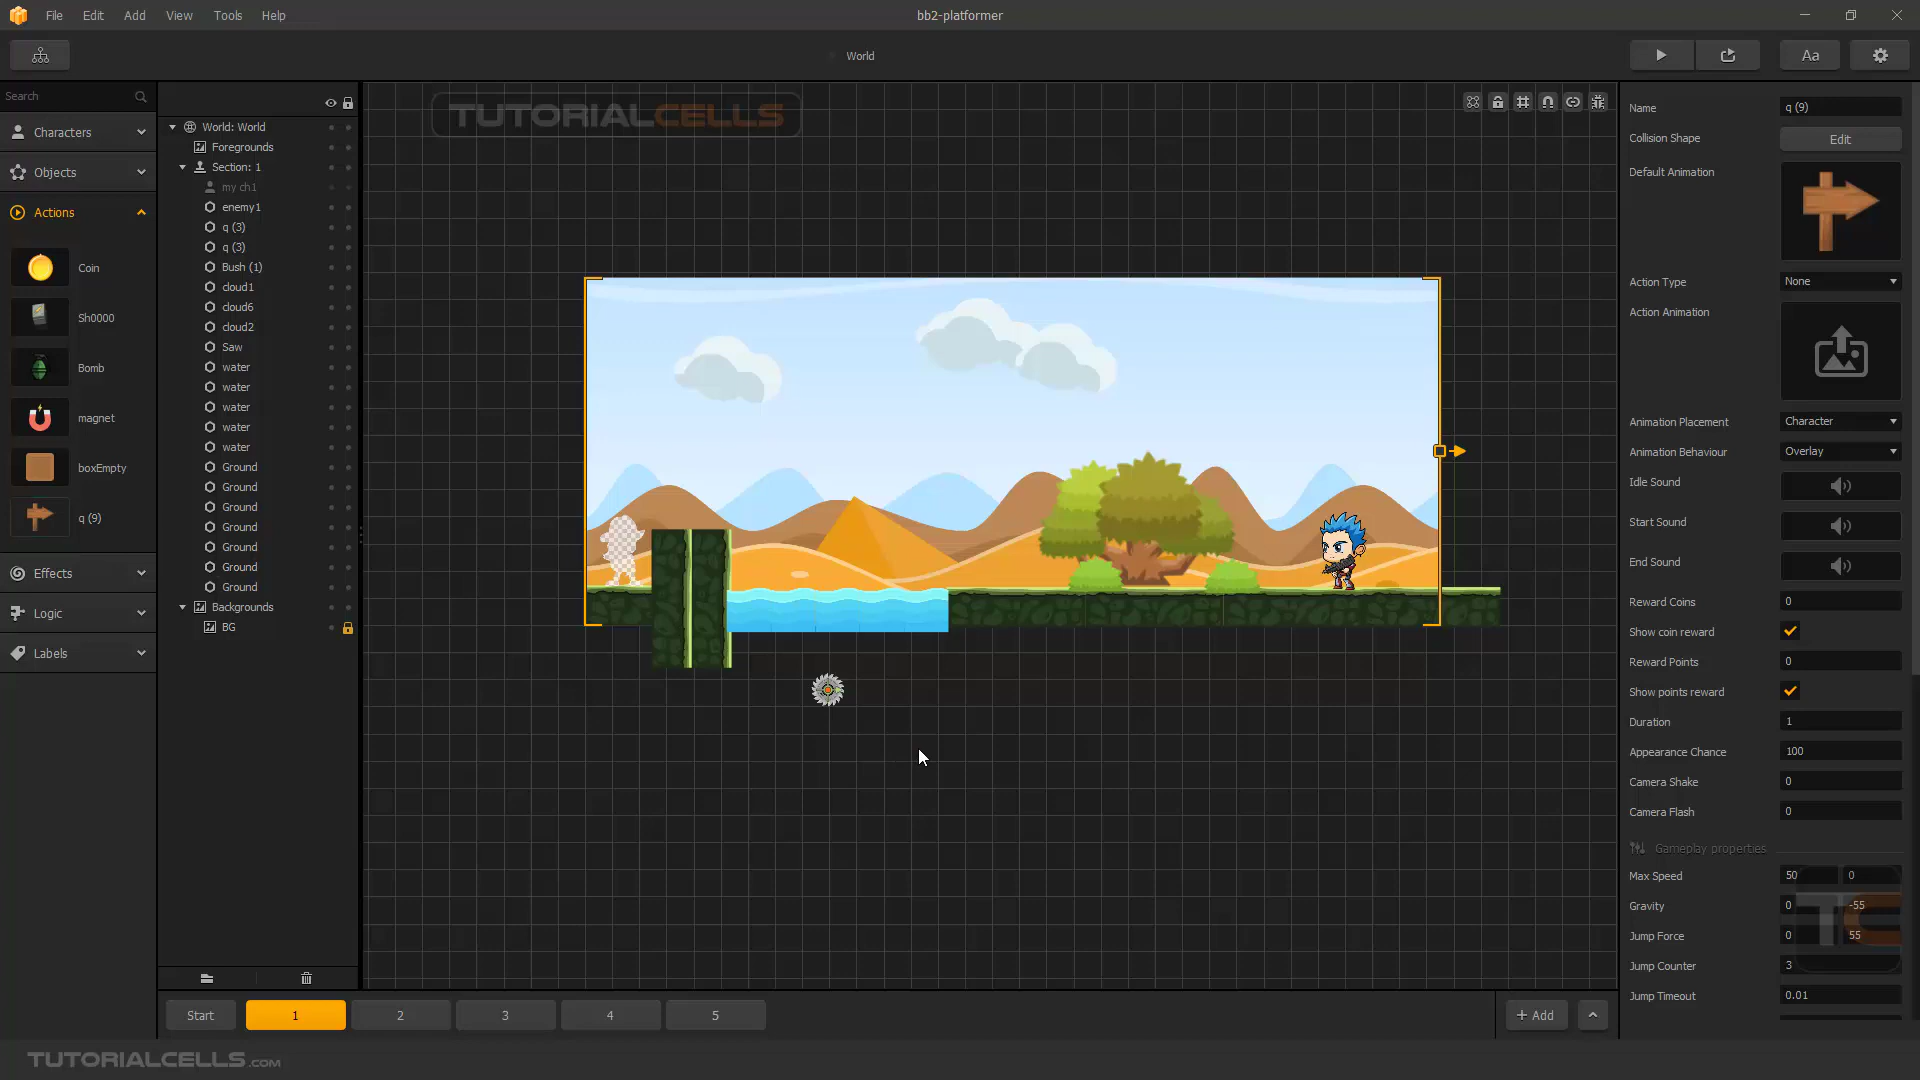 File Edit Add View Tools Help
bb2-platformer
World
Aa
Search
TUTORIALCELLS
Characters
Objects
Actions
Coin
Sh0000
Bomb
magnet
boxEmpty
q (9)
Effects
Logic
Labels
World: World
Foregrounds
Section: 1
my ch1
enemy1
q (3)
q (3)
Bush (1)
cloud1
cloud6
cloud2
Saw
water
water
water
water
water
Ground
Ground
Ground
Ground
Ground
Ground
Ground
Backgrounds
BG
Name q (9)
Collision Shape Edit
Default Animation
Action Type None
Action Animation
Animation Placement Character
Animation Behaviour Overlay
Idle Sound
Start Sound
End Sound
Reward Coins 0
Show coin reward
Reward Points 0
Show points reward
Duration 1
Appearance Chance 100
Camera Shake 0
Camera Flash 0
Gameplay properties
Max Speed 50 0
Gravity 0 -55
Jump Force 0 55
Jump Counter 3
Jump Timeout 0.01
TC
Start 1 2 3 4 5
+ Add
TUTORIALCELLS.COM